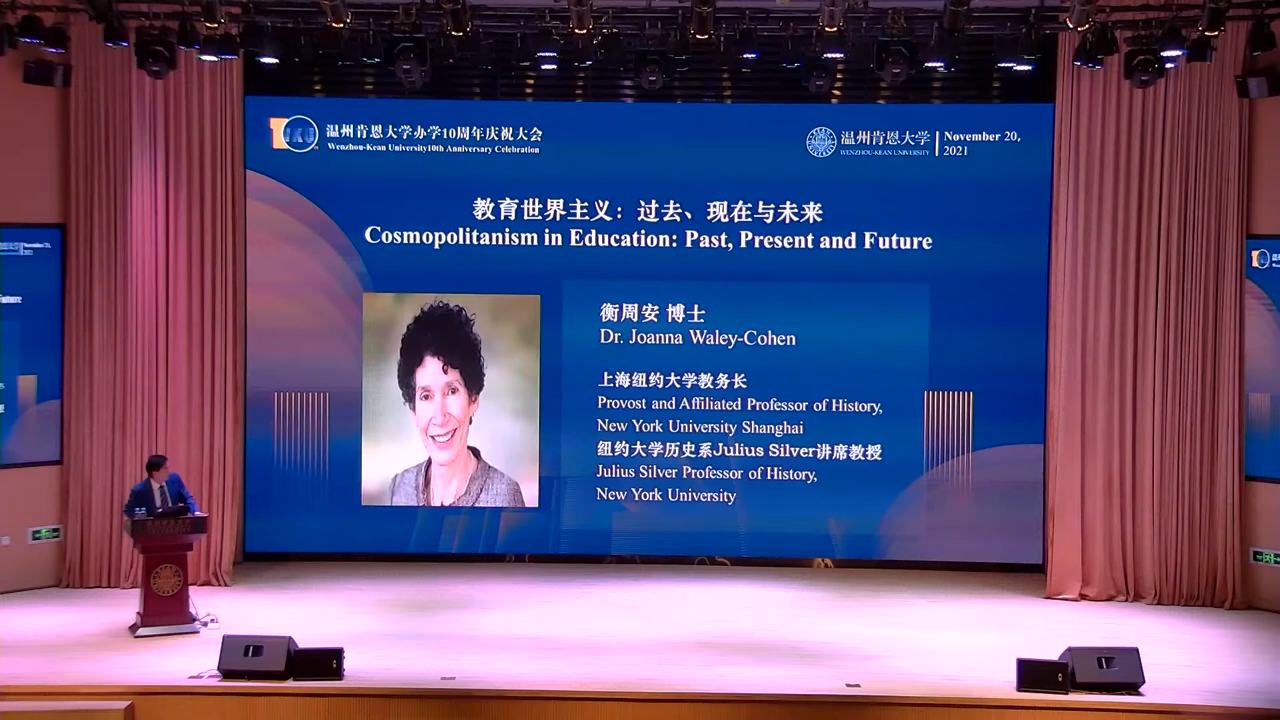 温州肯恩大学办学10周年庆祝大会
Wenzhou-Kean University10th Anniversary Celebration
温州肯恩大学
WENZHOU-KEAN UNIVERSITY
November 20,
2021
教育世界主义：过去、现在与未来
Cosmopolitanism in Education: Past, Present and Future
衡周安 博士
Dr. Joanna Waley-Cohen
上海纽约大学教务长
Provost and Affiliated Professor of History,
New York University Shanghai
纽约大学历史系Julius Silver讲席教授
Julius Silver Professor of History,
New York University